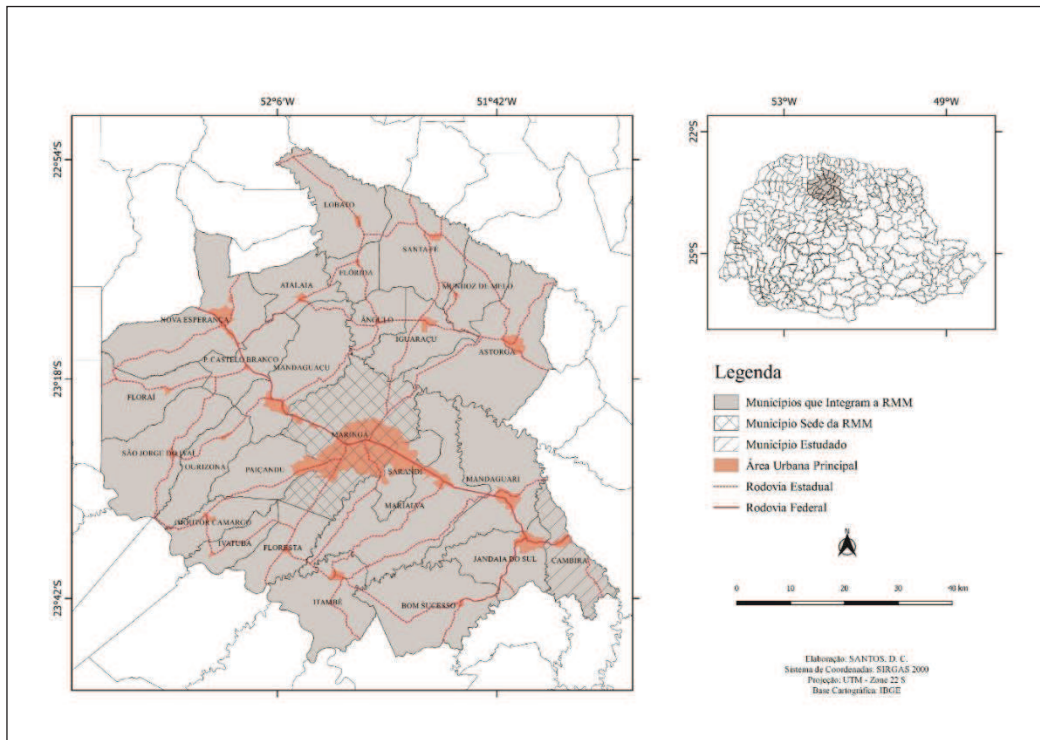 52°6'W 51°42'W
22°54'S
23°18'S
23°42'S
LOBATO
SANTA FÉ
FLÓRIDA
ATALAIA
MUNHOZ DE MELO
NOVA ESPERANÇA
ÂNGULO
IGUARAÇU
ASTORGA
P. CASTELO BRANCO
MANDAGUAÇU
FLORAÍ
MARINGÁ
SÃO JORGE DO IVAÍ
OURIZONA
PAIÇANDU
SARANDI
MANDAGUARI
MARIALVA
DOUTOR CAMARGO
IVATUBA
FLORESTA
JANDAIA DO SUL
CAMBIRA
ITAMBÉ
BOM SUCESSO
53°W 49°W
22°S
25°S
Legenda
Municípios que Integram a RMM
Município Sede da RMM
Município Estudado
Área Urbana Principal
Rodovia Estadual
Rodovia Federal
N
0 10 20 30 40 km
Elaboração: SANTOS, D. C.
Sistema de Coordenadas: SIRGAS 2000
Projeção: UTM - Zone 22 S
Base Cartográfica: IBGE